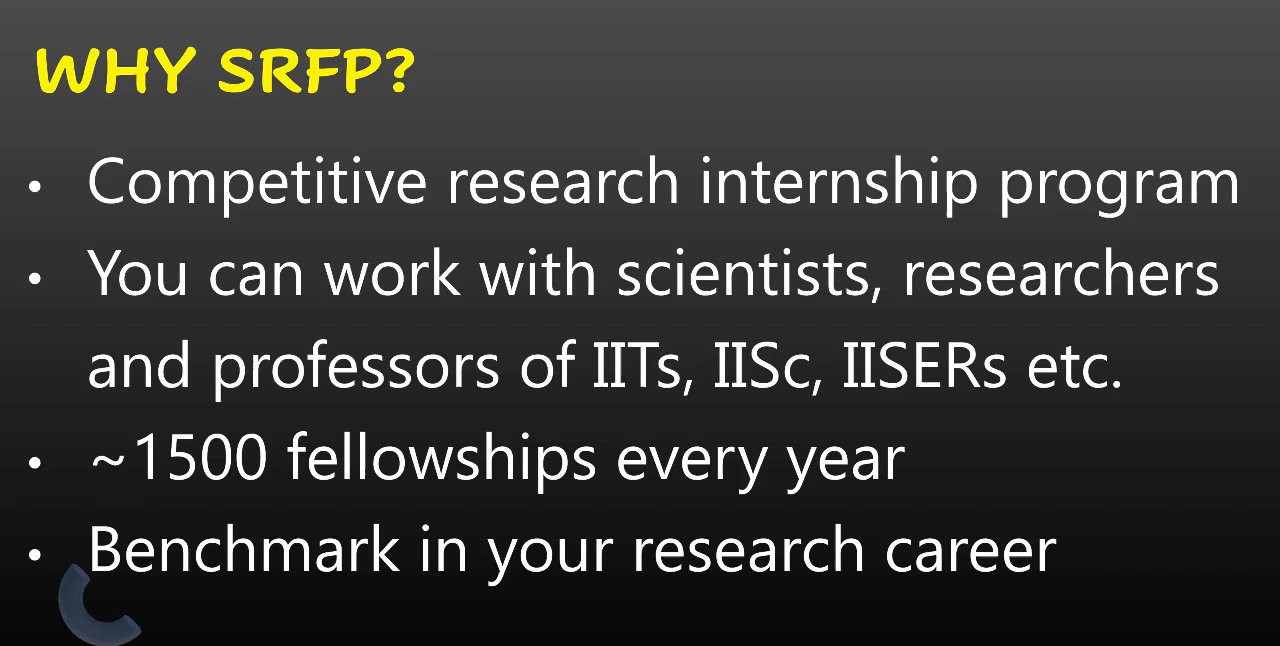 WHY SRFP?
• Competitive research internship program
• You can work with scientists, researchers
and professors of IITs, IISc, IISERs etc.
• ~1500 fellowships every year
• Benchmark in your research career